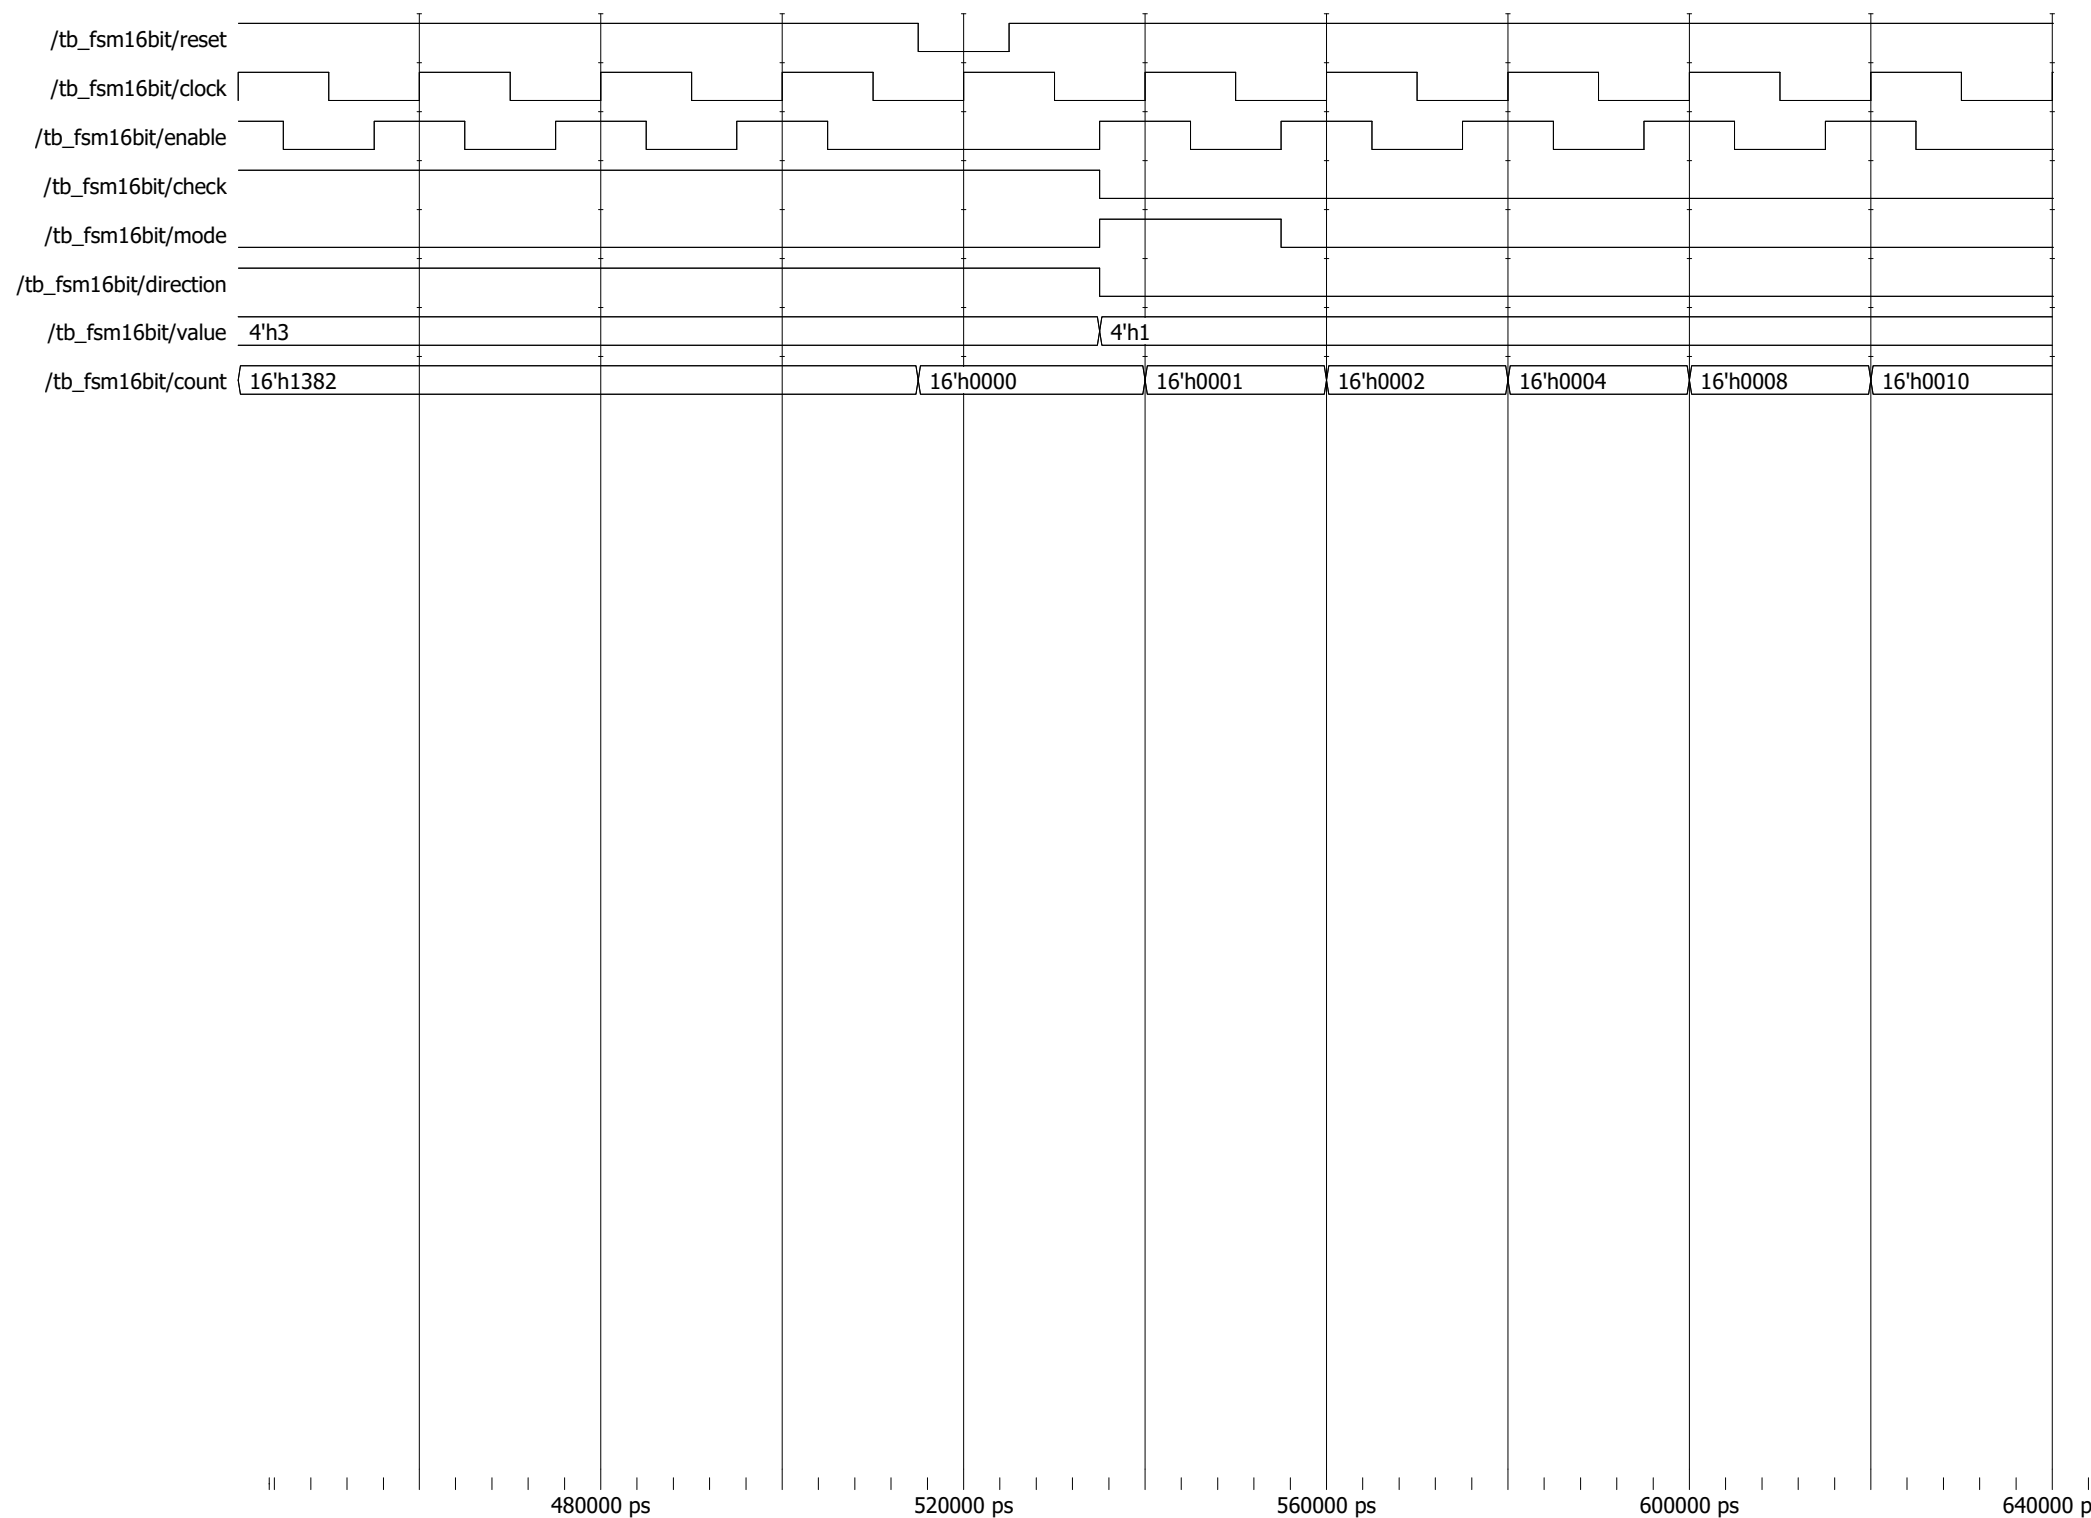 /tb_fsm16bit/reset
/tb_fsm16bit/clock
/tb_fsm16bit/enable
/tb_fsm16bit/check
/tb_fsm16bit/mode
/tb_fsm16bit/direction
/tb_fsm16bit/value 4'h3 4'h1
/tb_fsm16bit/count 16'h1382 16'h0000 16'h0001 16'h0002 16'h0004 16'h0008 16'h0010
480000 ps 520000 ps 560000 ps 600000 ps 640000 p